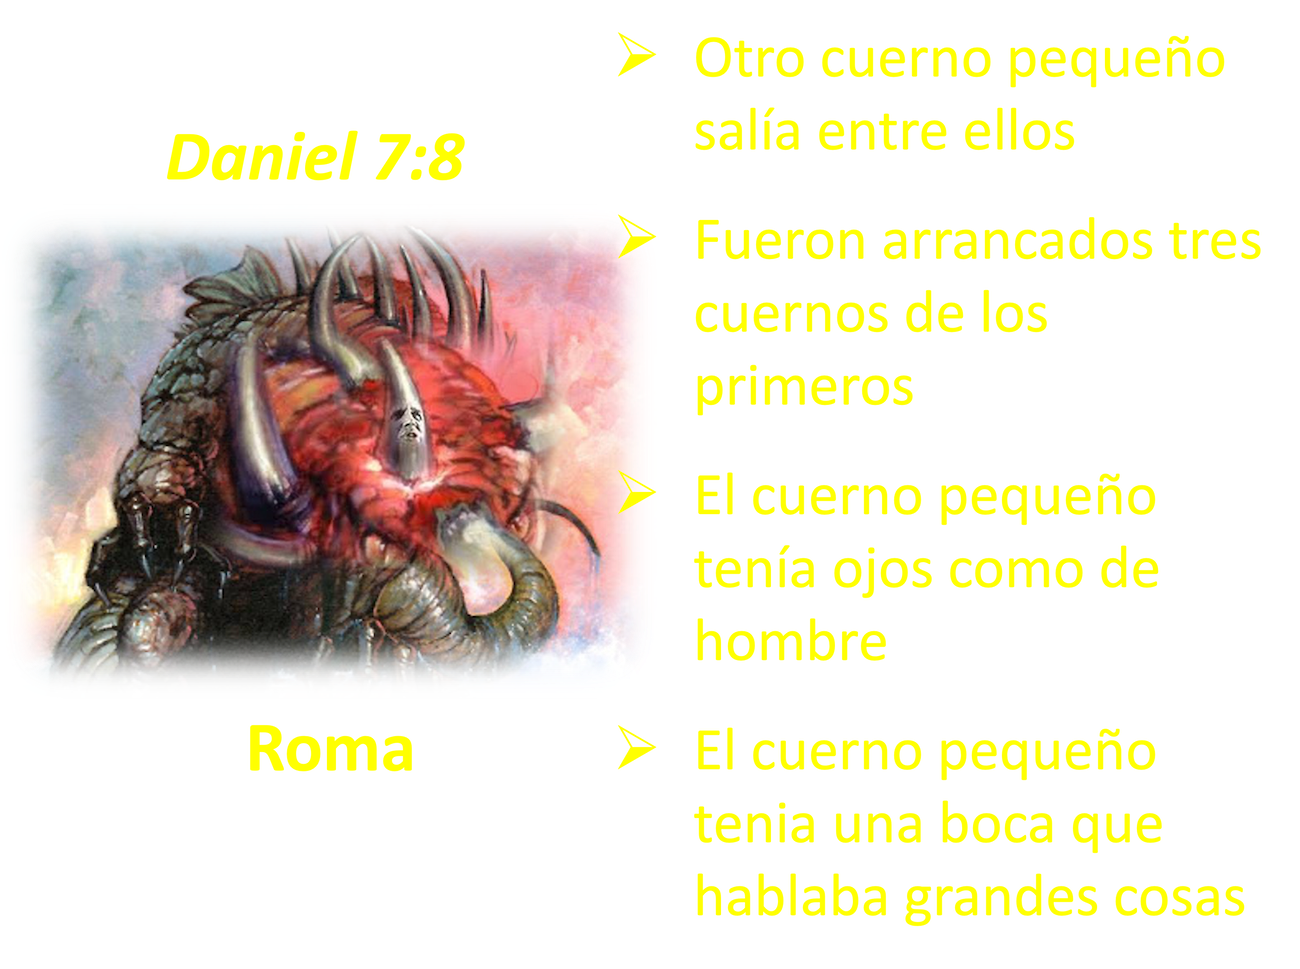 Daniel 7:8
Roma
Otro cuerno pequeño
salía entre ellos
Fueron arrancados tres
cuernos de los
primeros
El cuerno pequeño
tenía ojos como de
hombre
El cuerno pequeño
tenia una boca que
hablaba grandes cosas